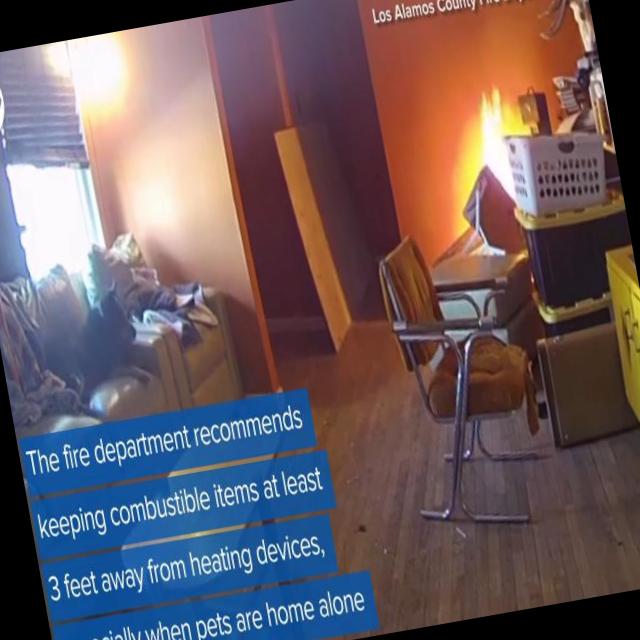 Los Alamos County
The fire department recommends
keeping combustible items at least
3 feet away from heating devices,
when pets are home alone